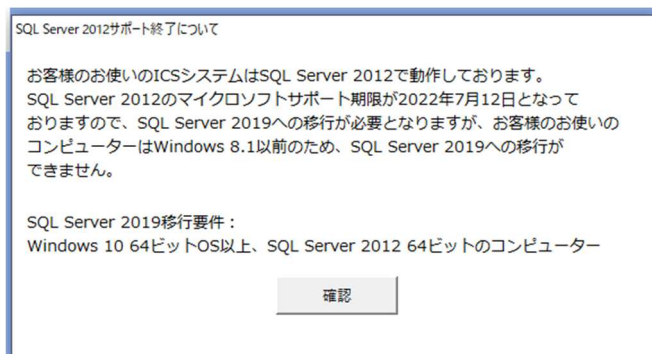 SQL Server 2012サポート終了について
お客様のお使いのICSシステムはSQL Server 2012で動作しております。
SQL Server 2012のマイクロソフトサポート期限が2022年7月12日となって
おりますので、SQL Server 2019への移行が必要となりますが、お客様のお使いの
コンピューターはWindows 8.1以前のため、SQL Server 2019への移行が
できません。
SQL Server 2019移行要件：
Windows 10 64ビットOS以上、SQL Server 2012 64ビットのコンピューター
確認